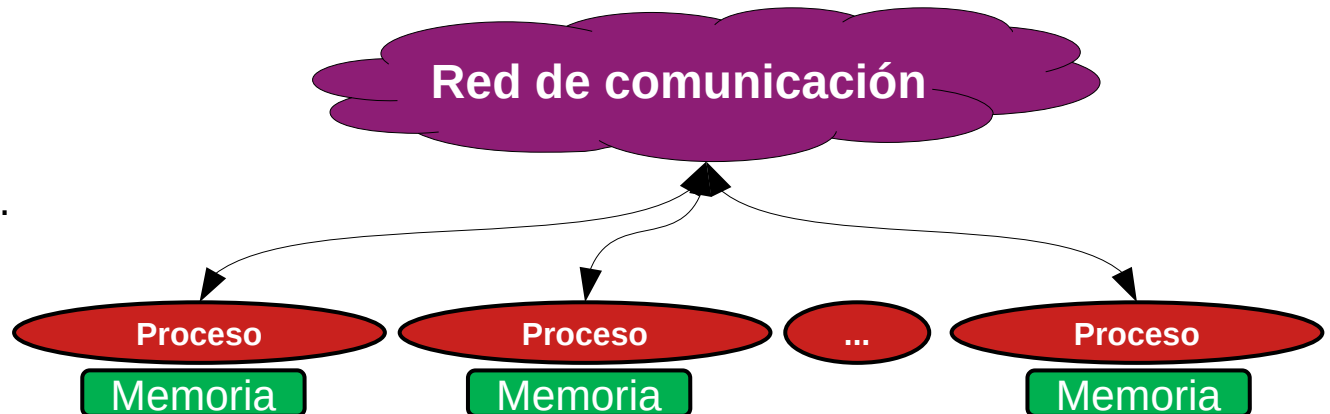 Red de comunicación
.
Proceso Proceso ... Proceso
Memoria Memoria Memoria